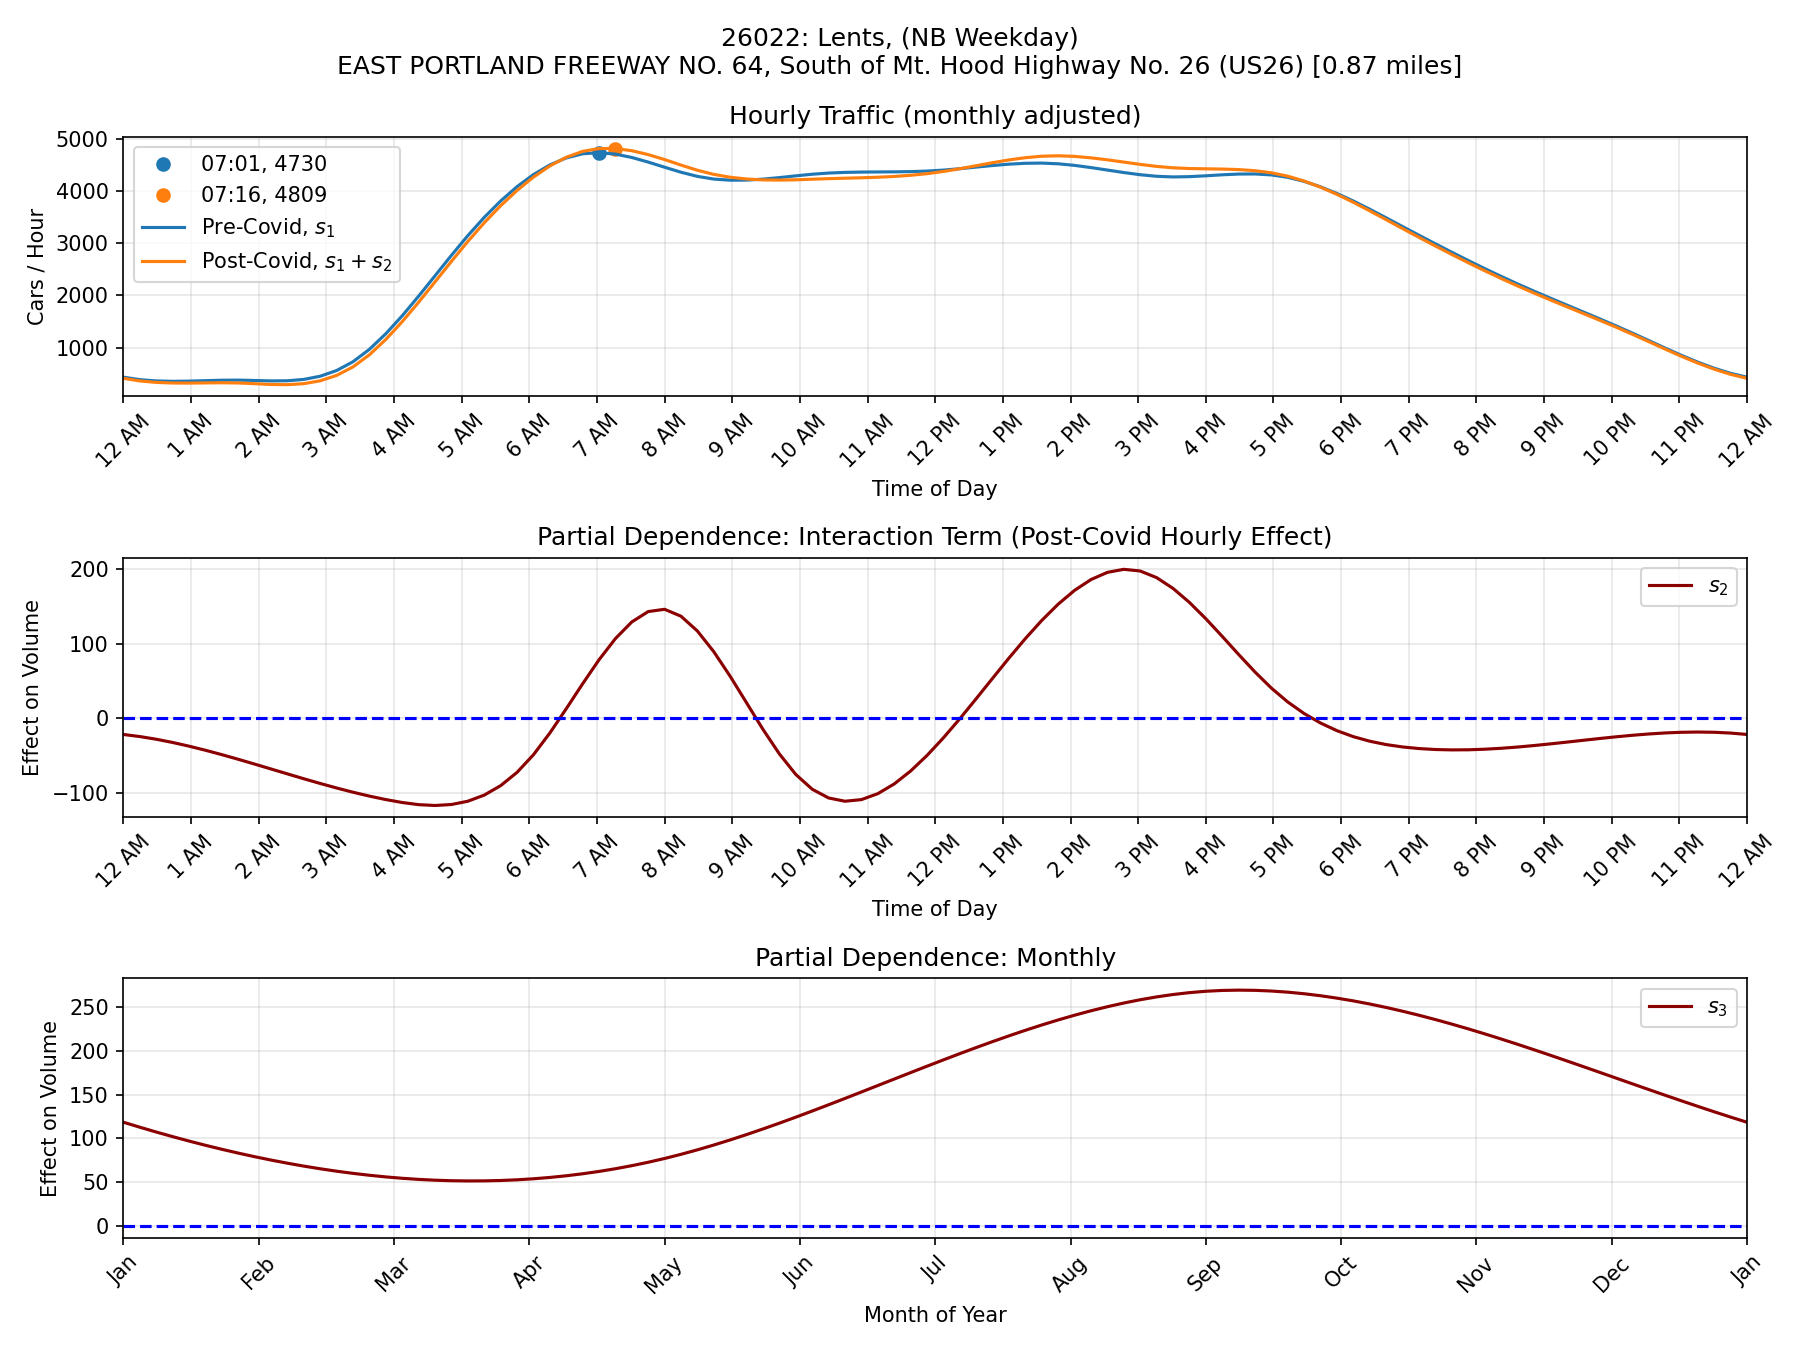 26022: Lents, (NB Weekday)
EAST PORTLAND FREEWAY NO. 64, South of Mt. Hood Highway No. 26 (US26) [0.87 miles]
Hourly Traffic (monthly adjusted)
Cars / Hour
5000
4000
3000
2000
1000
07:01, 4730
07:16, 4809
Pre-Covid, s₁
Post-Covid, s₁ + s₂
12 AM 1 AM 2 AM 3 AM 4 AM 5 AM 6 AM 7 AM 8 AM 9 AM 10 AM 11 AM 12 PM 1 PM 2 PM 3 PM 4 PM 5 PM 6 PM 7 PM 8 PM 9 PM 10 PM 11 PM 12 AM
Time of Day
Partial Dependence: Interaction Term (Post-Covid Hourly Effect)
Effect on Volume
200
100
0
−100
s₂
12 AM 1 AM 2 AM 3 AM 4 AM 5 AM 6 AM 7 AM 8 AM 9 AM 10 AM 11 AM 12 PM 1 PM 2 PM 3 PM 4 PM 5 PM 6 PM 7 PM 8 PM 9 PM 10 PM 11 PM 12 AM
Time of Day
Partial Dependence: Monthly
Effect on Volume
250
200
150
100
50
0
s₃
Jan Feb Mar Apr May Jun Jul Aug Sep Oct Nov Dec Jan
Month of Year